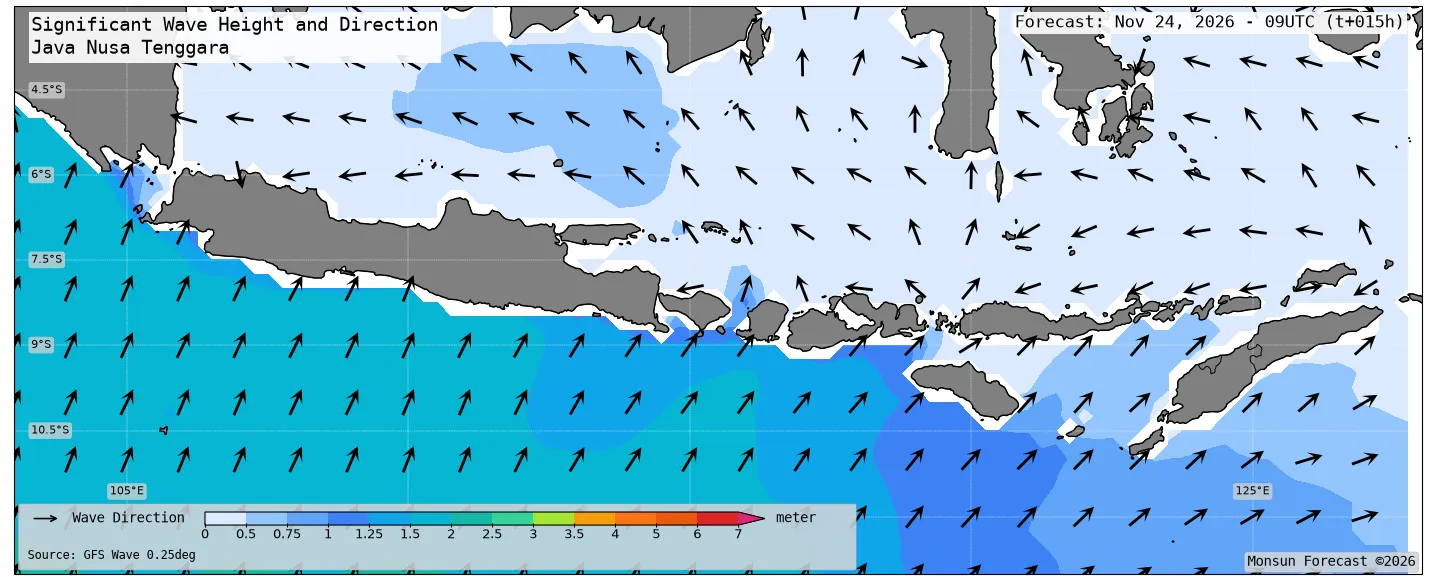 Significant Wave Height and Direction
Java Nusa Tenggara
Forecast: Nov 24, 2026 - 09UTC (t+015h)
4.5°S
6°S
7.5°S
9°S
10.5°S
105°E
125°E
Wave Direction
0 0.5 0.75 1 1.25 1.5 2 2.5 3 3.5 4 5 6 7
meter
Source: GFS Wave 0.25deg
Monsun Forecast ©2026